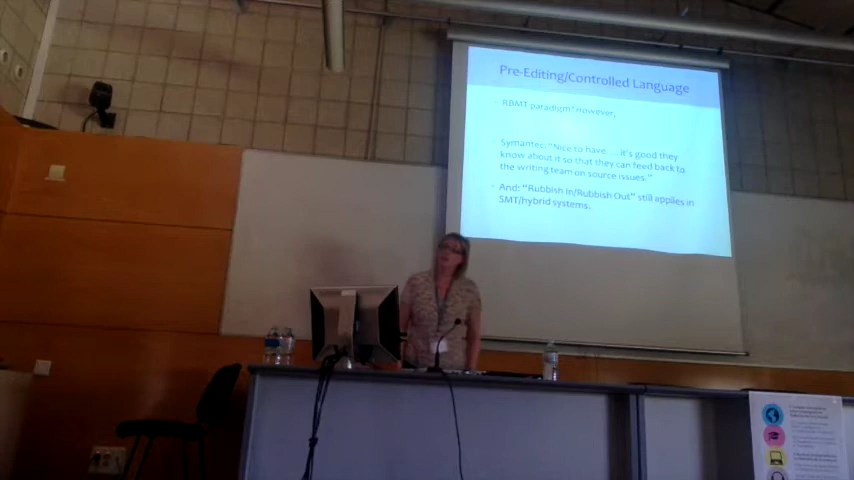 Pre-Editing/Controlled Language
RBMT paradigm" However,
Symantec: "Nice to have.....it's good they
know about it so that they can feed back to
the writing team on source issues."
And: "Rubbish In/Rubbish Out" still applies in
SMT/hybrid systems.